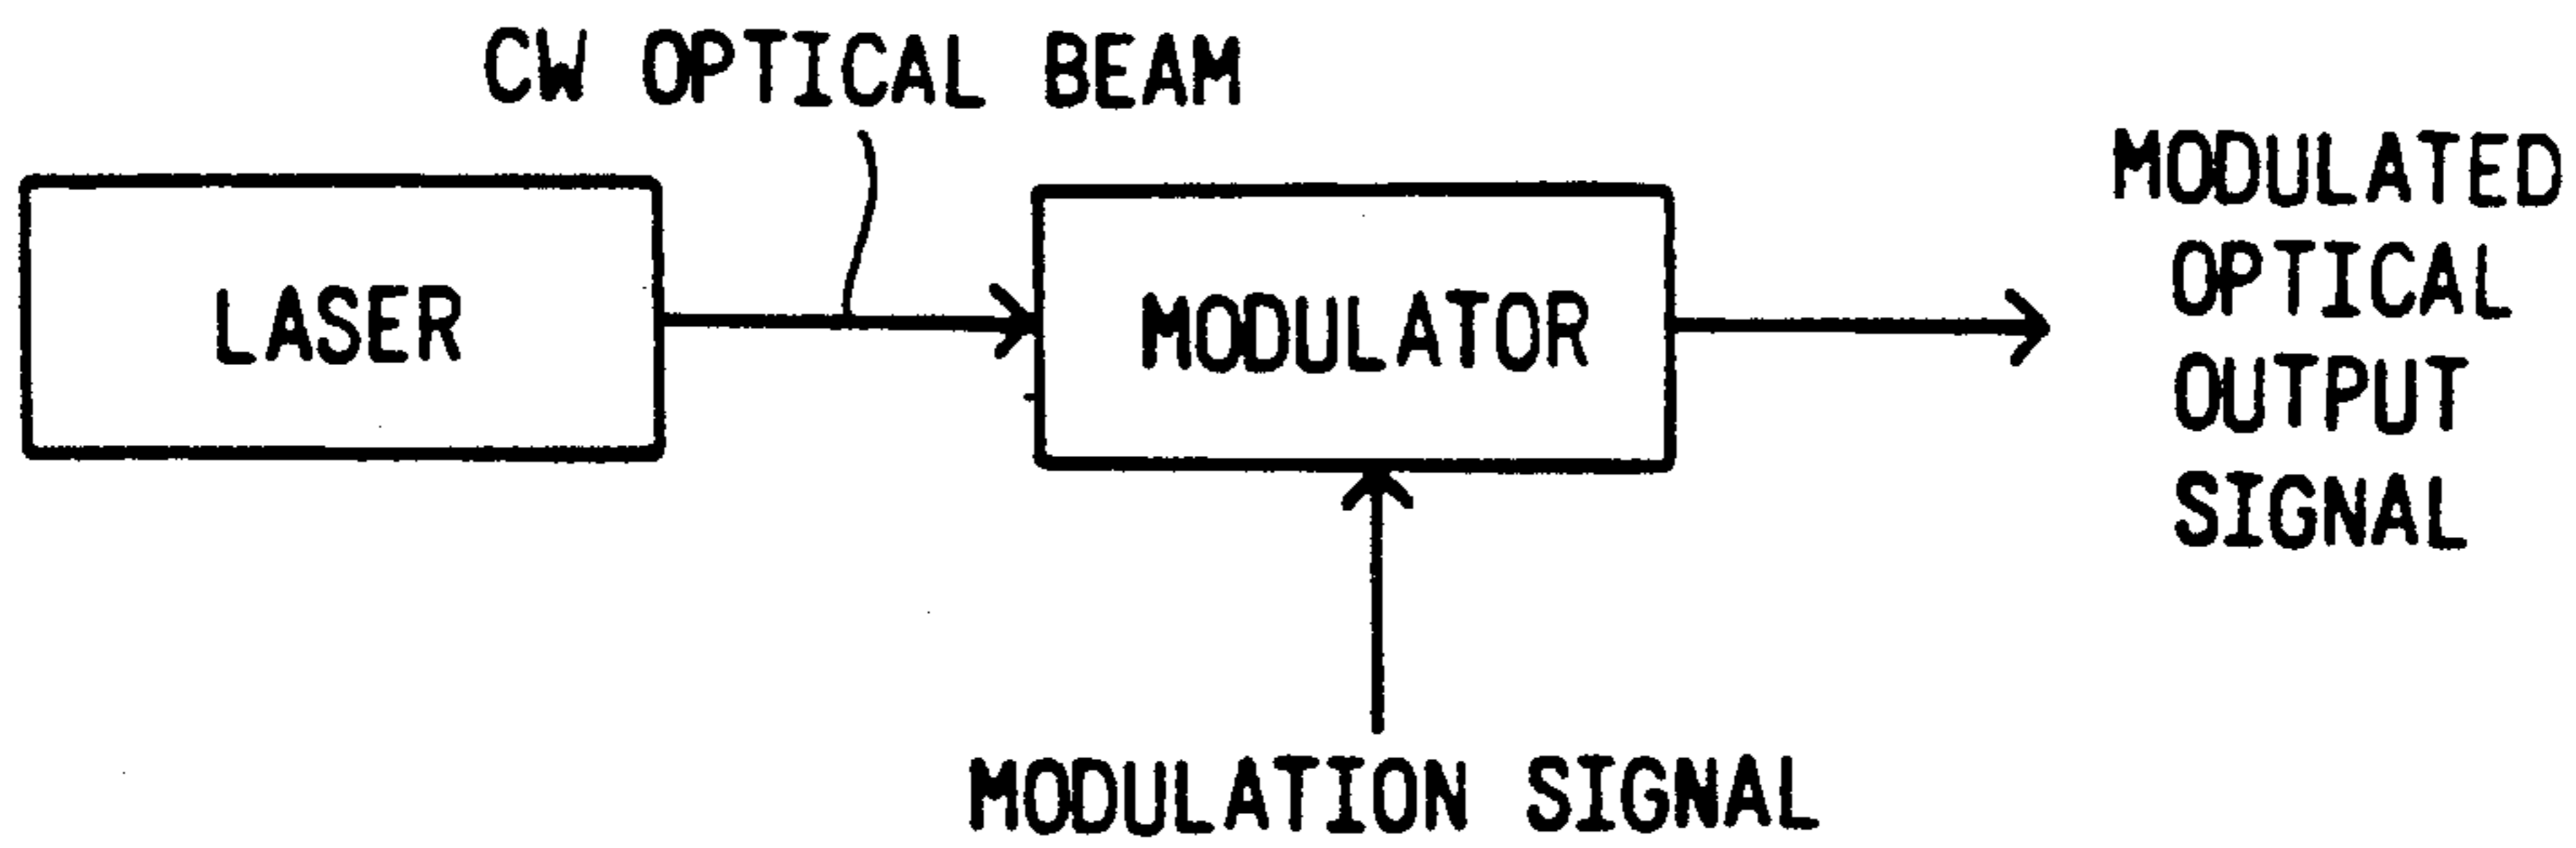 CW OPTICAL BEAM
LASER
MODULATOR
MODULATED
OPTICAL
OUTPUT
SIGNAL
MODULATION SIGNAL